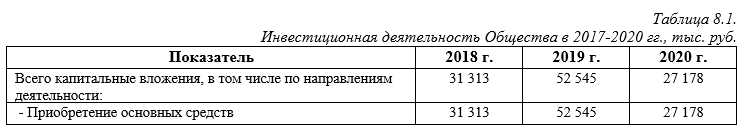 Таблица 8.1.
Инвестиционная деятельность Общества в 2017-2020 гг., тыс. руб.
Показатель 2018 г. 2019 г. 2020 г.
Всего капитальные вложения, в том числе по направлениям 31 313 52 545 27 178
деятельности:
- Приобретение основных средств 31 313 52 545 27 178